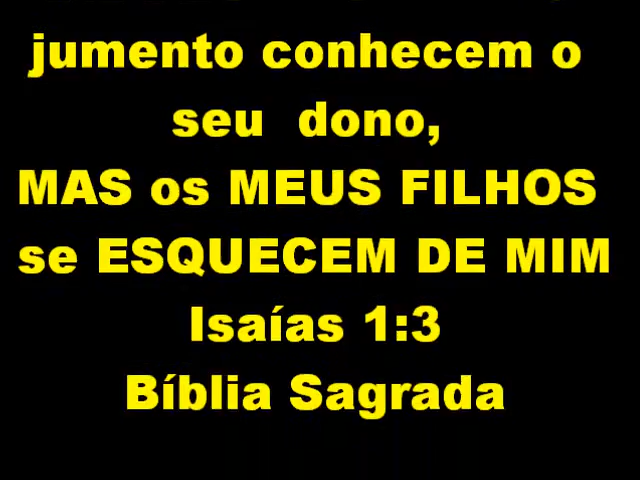 jumento conhecem o
seu dono,
MAS os MEUS FILHOS
se ESQUECEM DE MIM
Isaías 1:3
Bíblia Sagrada